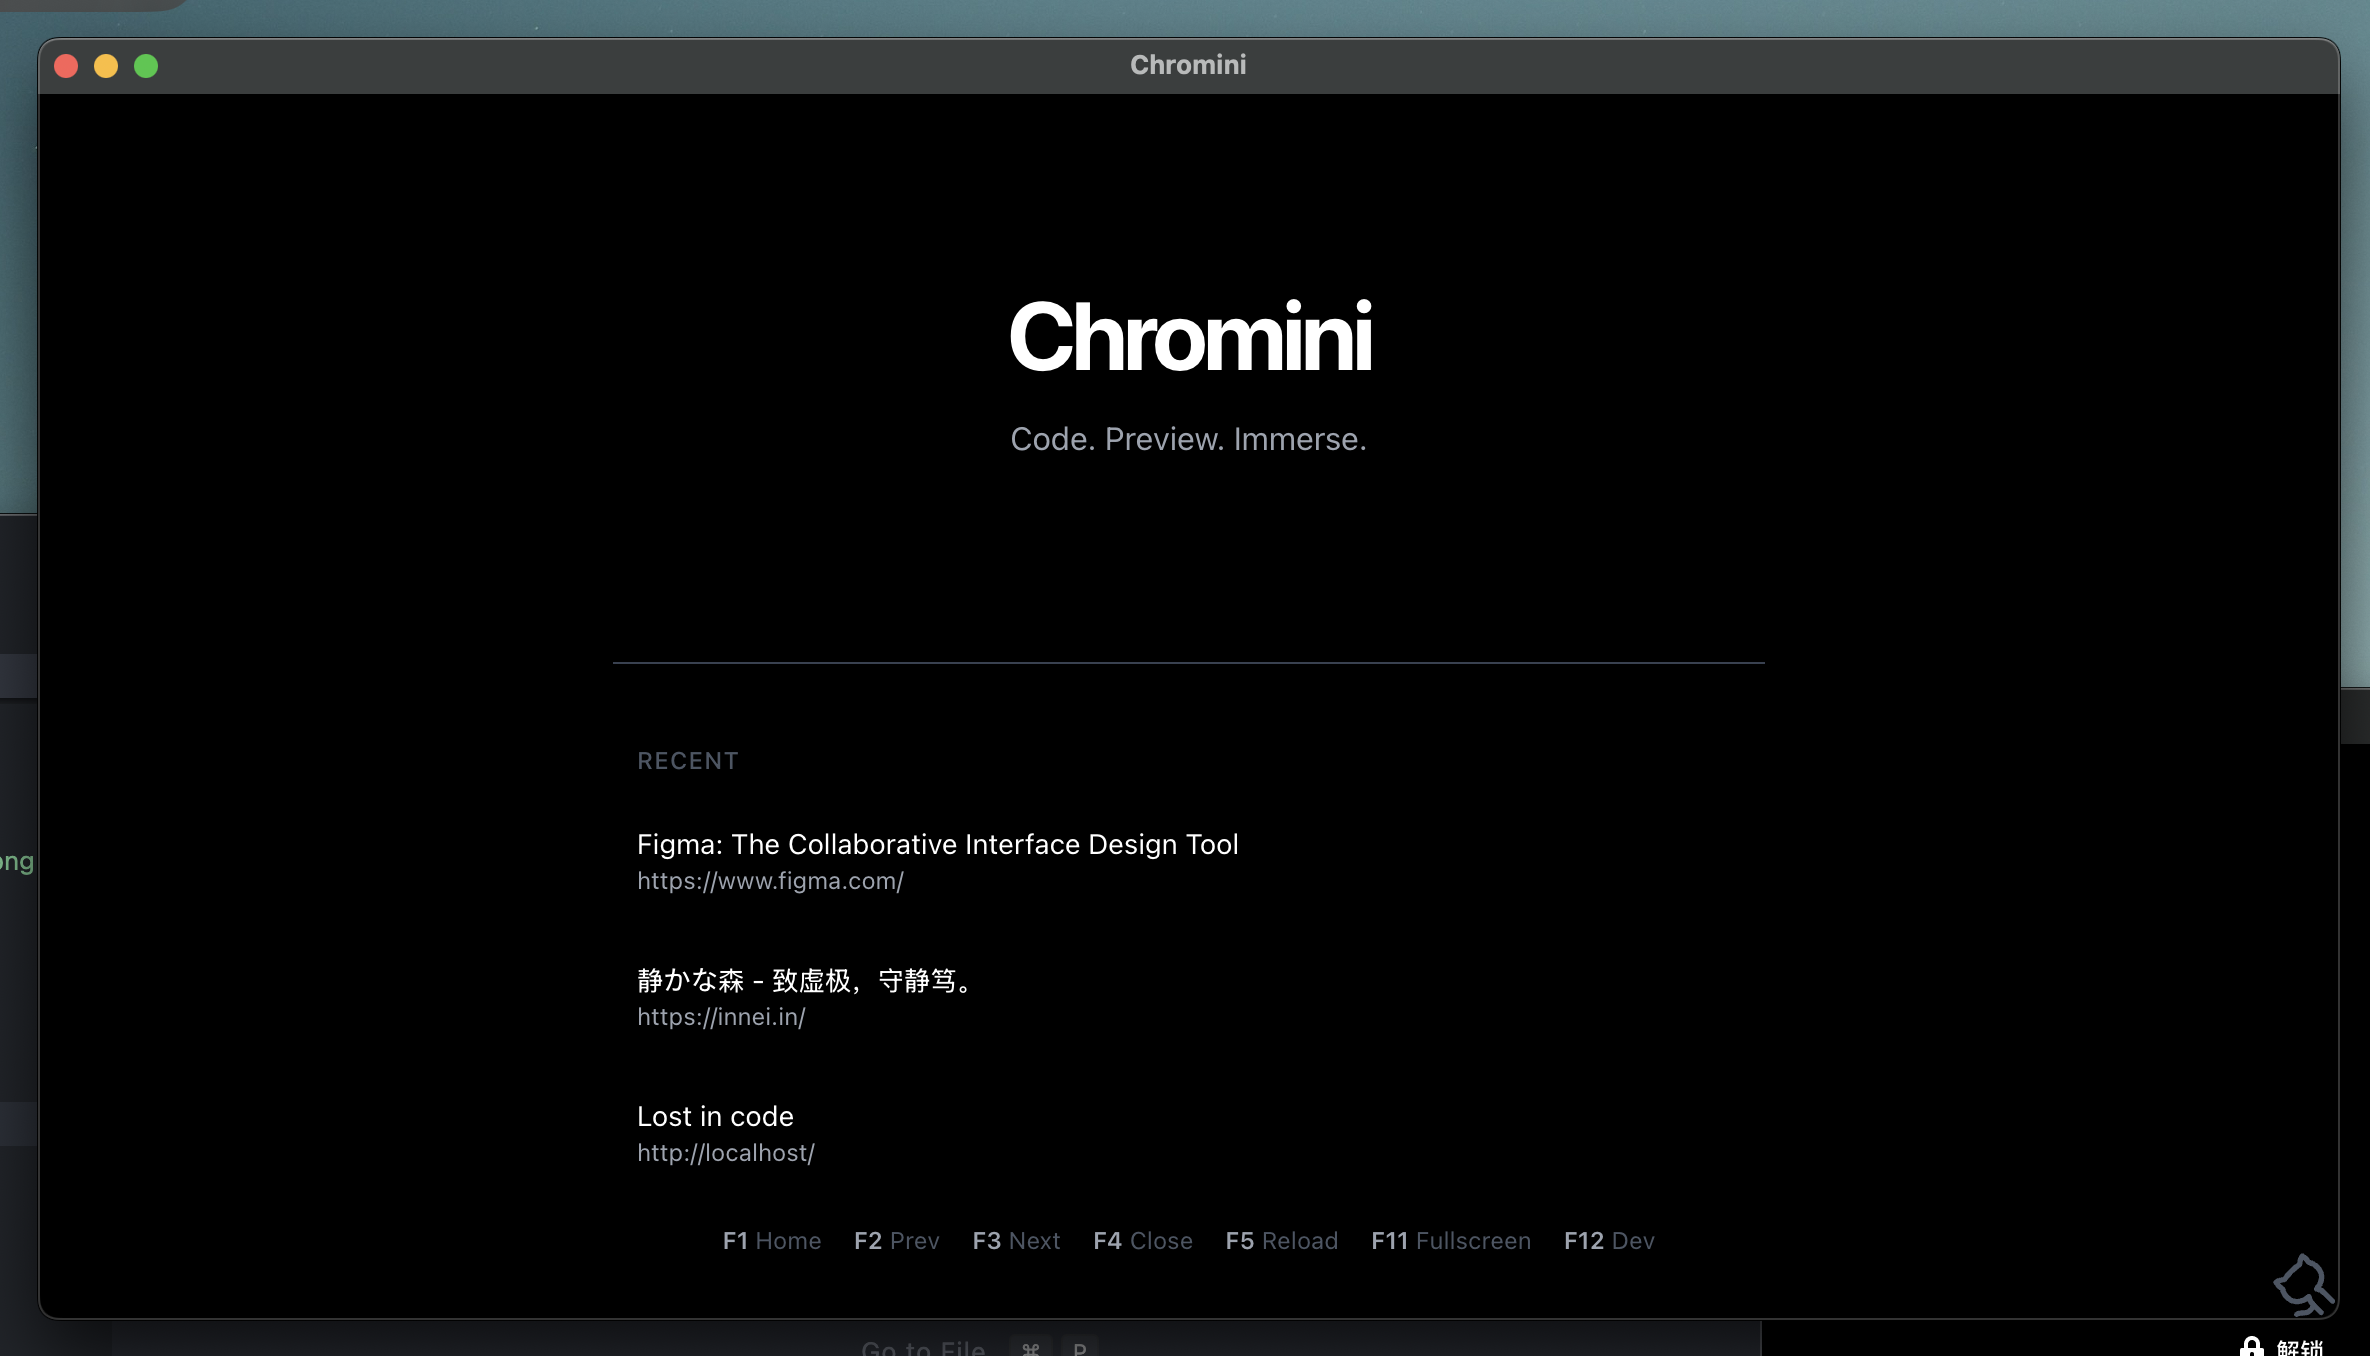 Chromini
Chromini
Code. Preview. Immerse.
RECENT
Figma: The Collaborative Interface Design Tool
https://www.figma.com/
静かな森 - 致虚极，守静笃。
https://innei.in/
Lost in code
http://localhost/
F1 Home F2 Prev F3 Next F4 Close F5 Reload F11 Fullscreen F12 Dev
Go to File ⌘ P
解锁